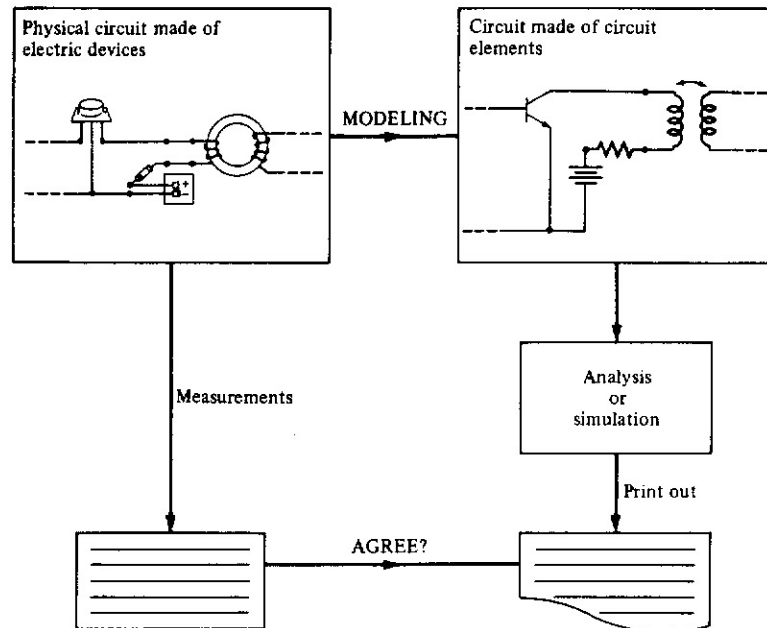 Physical circuit made of
electric devices
Circuit made of circuit
elements
MODELING
+
−
Measurements
Analysis
or
simulation
Print out
AGREE?